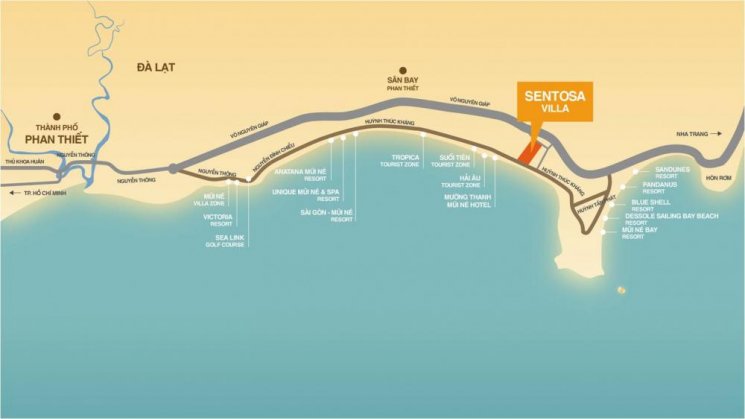 ĐÀ LẠT
SÂN BAY
PHAN THIẾT
SENTOSA
VILLA
THÀNH PHỐ
PHAN THIẾT
VÕ NGUYÊN GIÁP
VÕ NGUYÊN GIÁP
HUỲNH THÚC KHÁNG
NHA TRANG
THỦ KHOA HUÂN
NGUYỄN THÔNG
NGUYỄN THÔNG
NGUYỄN THÔNG
NGUYỄN ĐÌNH CHIỂU
TP. HỒ CHÍ MINH
HUỲNH THÚC KHÁNG
HUỲNH TẤN PHÁT
HÒN RƠM
MŨI NÉ
VILLA ZONE
VICTORIA
RESORT
SEA LINK
GOLF COURSE
ANATANA MŨI NÉ
RESORT
UNIQUE MŨI NÉ & SPA
RESORT
SÀI GÒN - MŨI NÉ
RESORT
TROPICA
TOURIST ZONE
SUỐI TIÊN
TOURIST ZONE
HẢI ÂU
TOURIST ZONE
MƯỜNG THANH
MŨI NÉ HOTEL
SANDUNES
RESORT
PANDANUS
RESORT
BLUE SHELL
RESORT
DESSOLE SAILING BAY BEACH
RESORT
MŨI NÉ BAY
RESORT